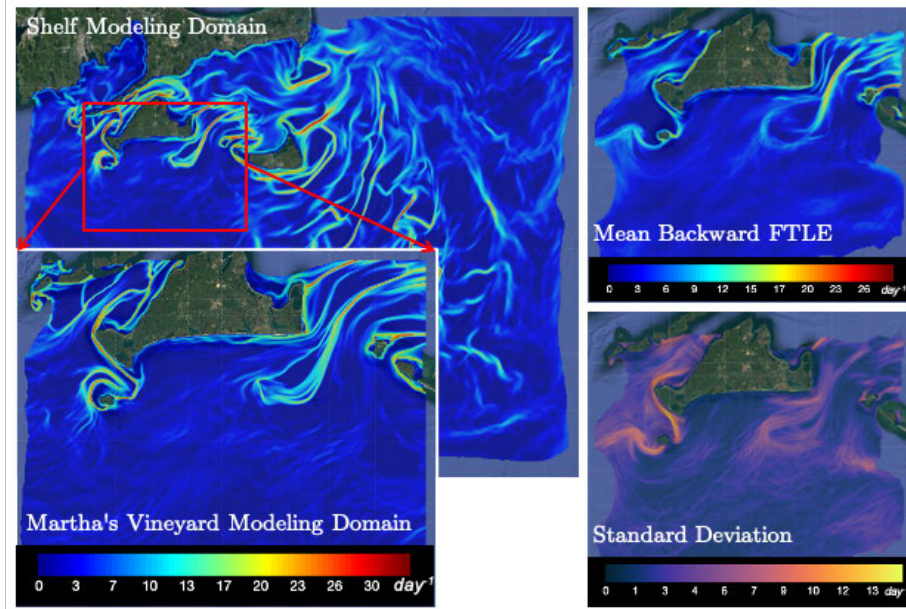 Shelf Modeling Domain
Martha's Vineyard Modeling Domain
0 3 7 10 13 17 20 23 26 30 day⁻¹
Mean Backward FTLE
0 3 6 9 12 15 17 20 23 26 day⁻¹
Standard Deviation
0 1 3 4 6 7 9 10 12 13 day⁻¹